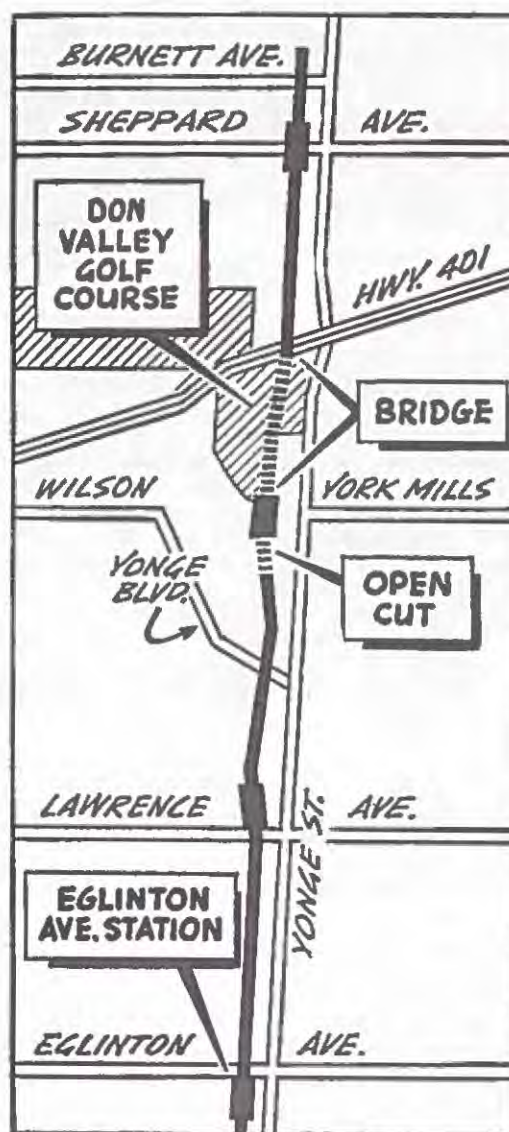 BURNETT AVE.
SHEPPARD AVE.
DON
VALLEY
GOLF
COURSE
HWY. 401
BRIDGE
WILSON
YORK MILLS
YONGE
BLVD.
OPEN
CUT
LAWRENCE AVE.
YONGE ST.
EGLINTON
AVE. STATION
EGLINTON AVE.